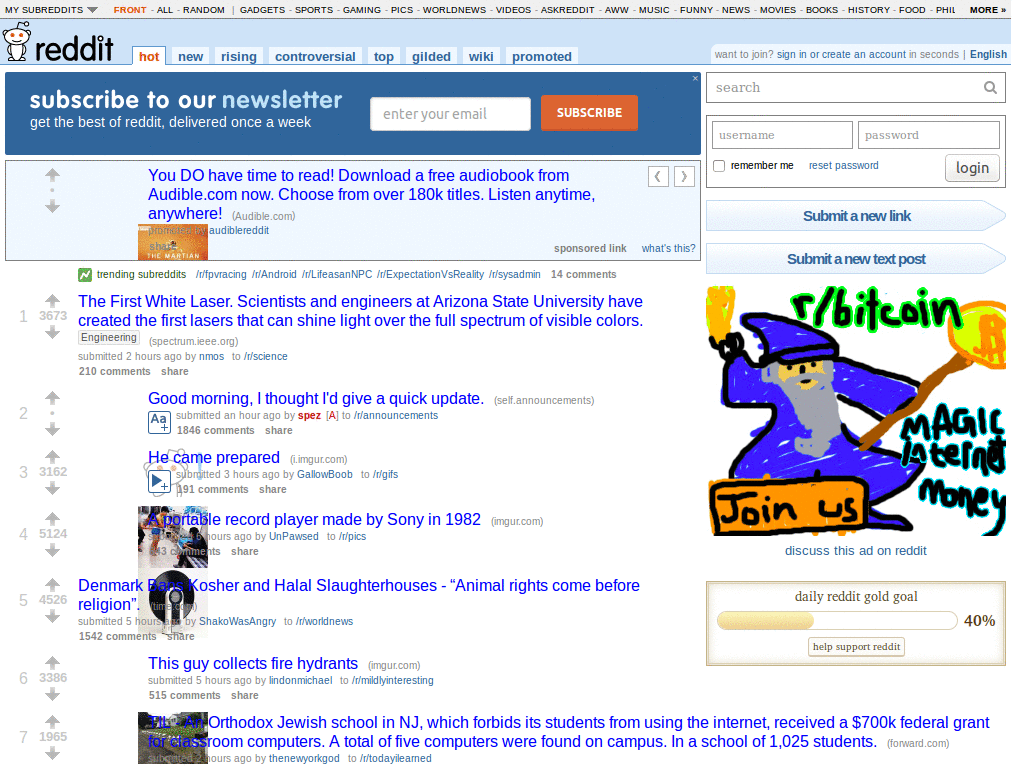 MY SUBREDDITS FRONT - ALL - RANDOM | GADGETS - SPORTS - GAMING - PICS - WORLDNEWS - VIDEOS - ASKREDDIT - AWW - MUSIC - FUNNY - NEWS - MOVIES - BOOKS - HISTORY - FOOD - PHIL MORE »
reddit hot new rising controversial top gilded wiki promoted
want to join? sign in or create an account in seconds | English
subscribe to our newsletter
get the best of reddit, delivered once a week
enter your email
SUBSCRIBE
×
search
username password
remember me reset password login
Submit a new link
Submit a new text post
r/bitcoin
MAGIC
Internet
Money
Join us
discuss this ad on reddit
daily reddit gold goal
40%
help support reddit
You DO have time to read! Download a free audiobook from
Audible.com now. Choose from over 180k titles. Listen anytime,
anywhere! (Audible.com)
promoted by audiblereddit
share
THE MARTIAN
sponsored link what's this?
trending subreddits /r/fpvracing /r/Android /r/LifeasanNPC /r/ExpectationVsReality /r/sysadmin 14 comments
1 3673 The First White Laser. Scientists and engineers at Arizona State University have
created the first lasers that can shine light over the full spectrum of visible colors.
Engineering (spectrum.ieee.org)
submitted 2 hours ago by nmos to /r/science
210 comments share
2 • Good morning, I thought I'd give a quick update. (self.announcements)
Aa+ submitted an hour ago by spez [A] to /r/announcements
1846 comments share
3 3162 He came prepared (i.imgur.com)
submitted 3 hours ago by GallowBoob to /r/gifs
191 comments share
4 5124 A portable record player made by Sony in 1982 (imgur.com)
hours ago by UnPawsed to /r/pics
comments share
5 4526 Denmark Bans Kosher and Halal Slaughterhouses - “Animal rights come before
religion”. (time.com)
submitted 5 hours ago by ShakoWasAngry to /r/worldnews
1542 comments share
6 3386 This guy collects fire hydrants (imgur.com)
submitted 5 hours ago by lindonmichael to /r/mildlyinteresting
515 comments share
7 1965 TIL - An Orthodox Jewish school in NJ, which forbids its students from using the internet, received a $700k federal grant
for classroom computers. A total of five computers were found on campus. In a school of 1,025 students. (forward.com)
submitted 2 hours ago by thenewyorkgod to /r/todayilearned